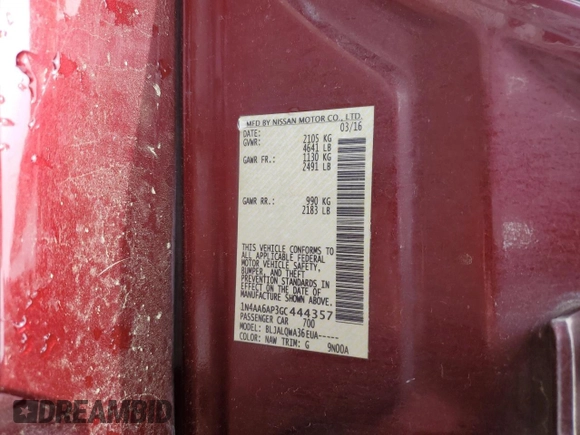 MFD BY NISSAN MOTOR CO., LTD.
DATE: 03/16
GVWR: 2105 KG
4641 LB
GAWR FR.: 1130 KG
2491 LB
GAWR RR.: 990 KG
2183 LB
THIS VEHICLE CONFORMS TO
ALL APPLICABLE FEDERAL
MOTOR VEHICLE SAFETY,
BUMPER, AND THEFT
PREVENTION STANDARDS IN
EFFECT ON THE DATE OF
MANUFACTURE SHOWN ABOVE.
1N4AA6AP3GC444357
PASSENGER CAR 700
MODEL: BLJALQWA36EUA-----
COLOR: NAW TRIM: G 9N00A
DREAMBID